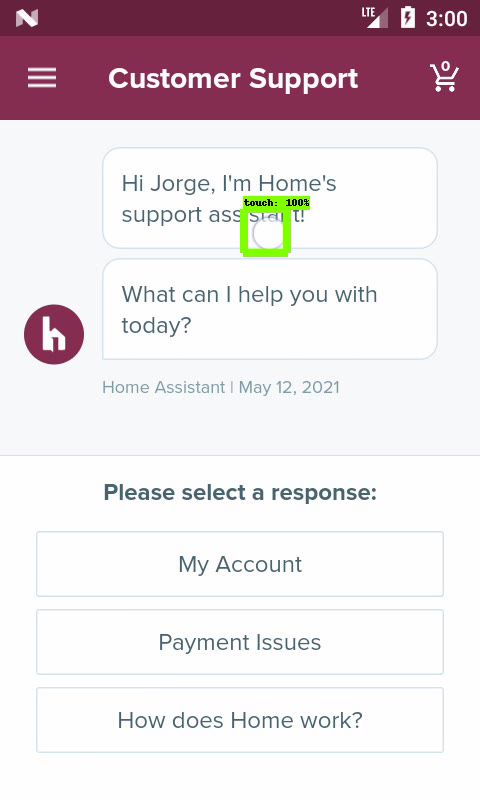 LTE 3:00
Customer Support
0
Hi Jorge, I'm Home's
touch: 100%
support assistant!
What can I help you with
today?
h
Home Assistant | May 12, 2021
Please select a response:
My Account
Payment Issues
How does Home work?